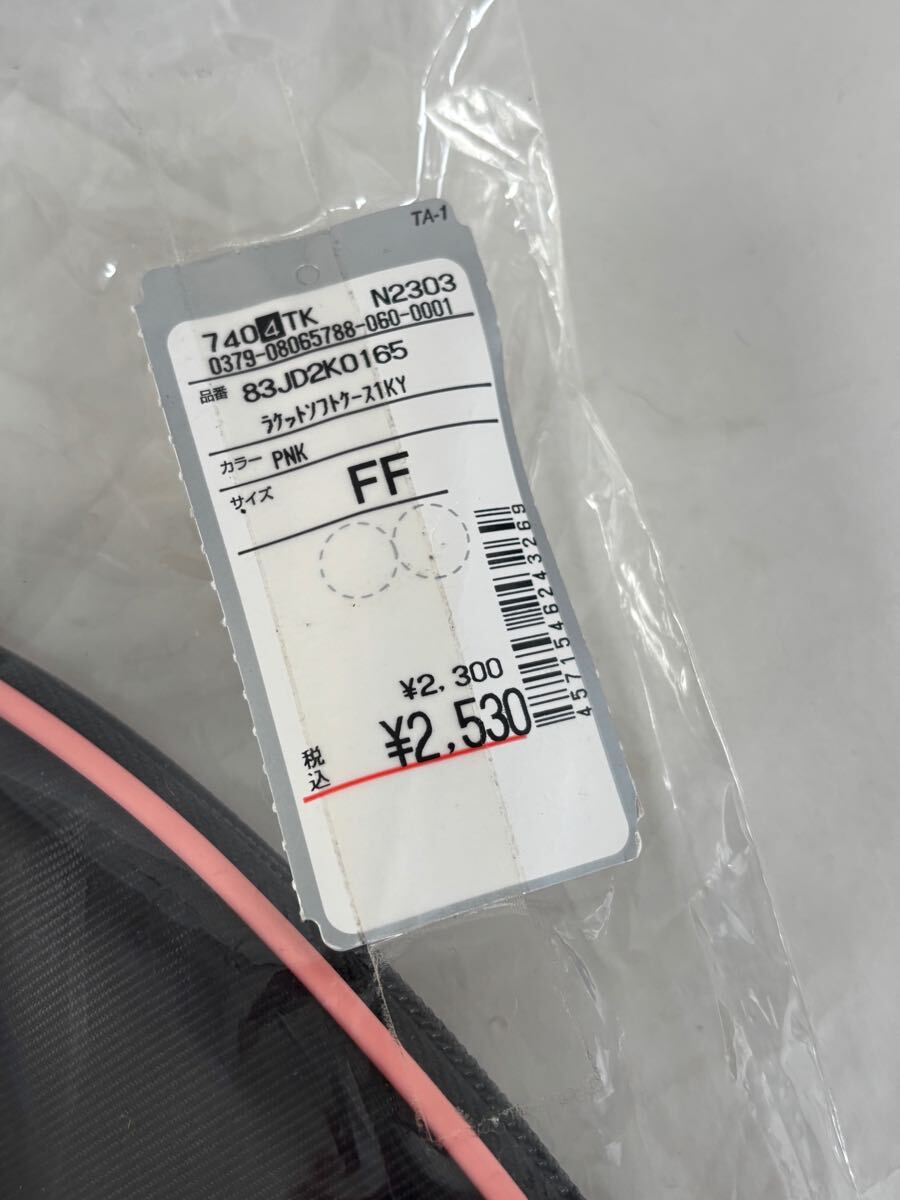 TA-1
7404TK N2303
0379-08065788-060-0001
品番 83JD2K0165
ﾗｹｯﾄｿﾌﾄｹｰｽ1KY
カラー PNK
サイズ FF
4571546243269
¥2,300
税込 ¥2,530